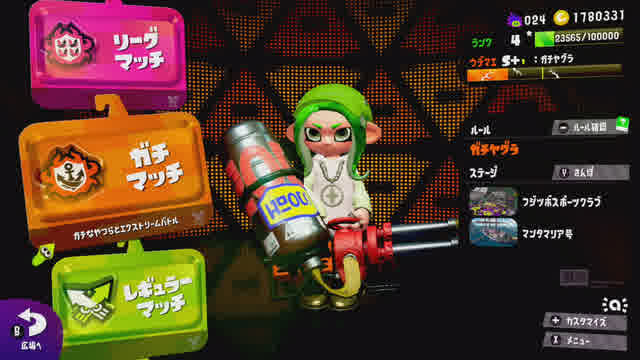 リーグ
マッチ
ガチ
マッチ
ガチなやつらとエクストリームバトル
レギュラー
マッチ
B
広場へ
024
1780331
ランク 4★ 23565/100000
ウデマエ S+ : ガチヤグラ
ルール
－ ルール確認
ガチヤグラ
ステージ
Y さんぽ
フジツボスポーツクラブ
マンタマリア号
+ カスタマイズ
X メニュー